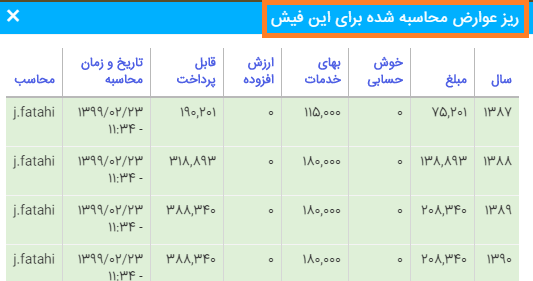 ریز عوارض محاسبه شده برای این فیش ×
سال مبلغ خوش حسابی بهای خدمات ارزش افزوده قابل پرداخت تاریخ و زمان محاسبه محاسب
۱۳۸۷ ۷۵,۲۰۱ ۰ ۱۱۵,۰۰۰ ۰ ۱۹۰,۲۰۱ ۱۳۹۹/۰۲/۲۳ - ۱۱:۳۴ j.fatahi
۱۳۸۸ ۱۳۸,۸۹۳ ۰ ۱۸۰,۰۰۰ ۰ ۳۱۸,۸۹۳ ۱۳۹۹/۰۲/۲۳ - ۱۱:۳۴ j.fatahi
۱۳۸۹ ۲۰۸,۳۴۰ ۰ ۱۸۰,۰۰۰ ۰ ۳۸۸,۳۴۰ ۱۳۹۹/۰۲/۲۳ - ۱۱:۳۴ j.fatahi
۱۳۹۰ ۲۰۸,۳۴۰ ۰ ۱۸۰,۰۰۰ ۰ ۳۸۸,۳۴۰ ۱۳۹۹/۰۲/۲۳ - ۱۱:۳۴ j.fatahi